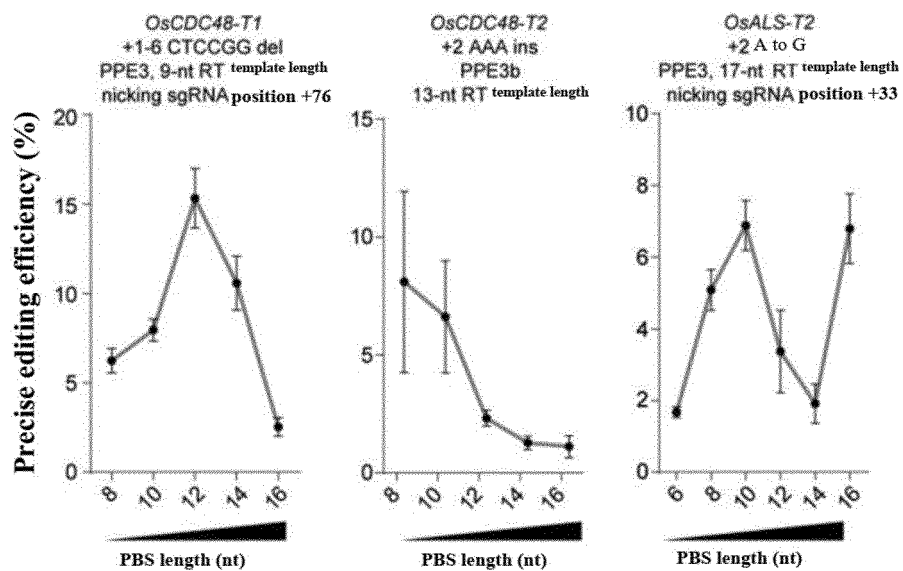 OsCDC48-T1
+1-6 CTCCGG del
PPE3, 9-nt RT template length
nicking sgRNA position +76
OsCDC48-T2
+2 AAA ins
PPE3b
13-nt RT template length
OsALS-T2
+2 A to G
PPE3, 17-nt RT template length
nicking sgRNA position +33
Precise editing efficiency (%)
20
15
10
5
0
8 10 12 14 16
PBS length (nt)
15
10
5
0
8 10 12 14 16
PBS length (nt)
10
8
6
4
2
0
6 8 10 12 14 16
PBS length (nt)